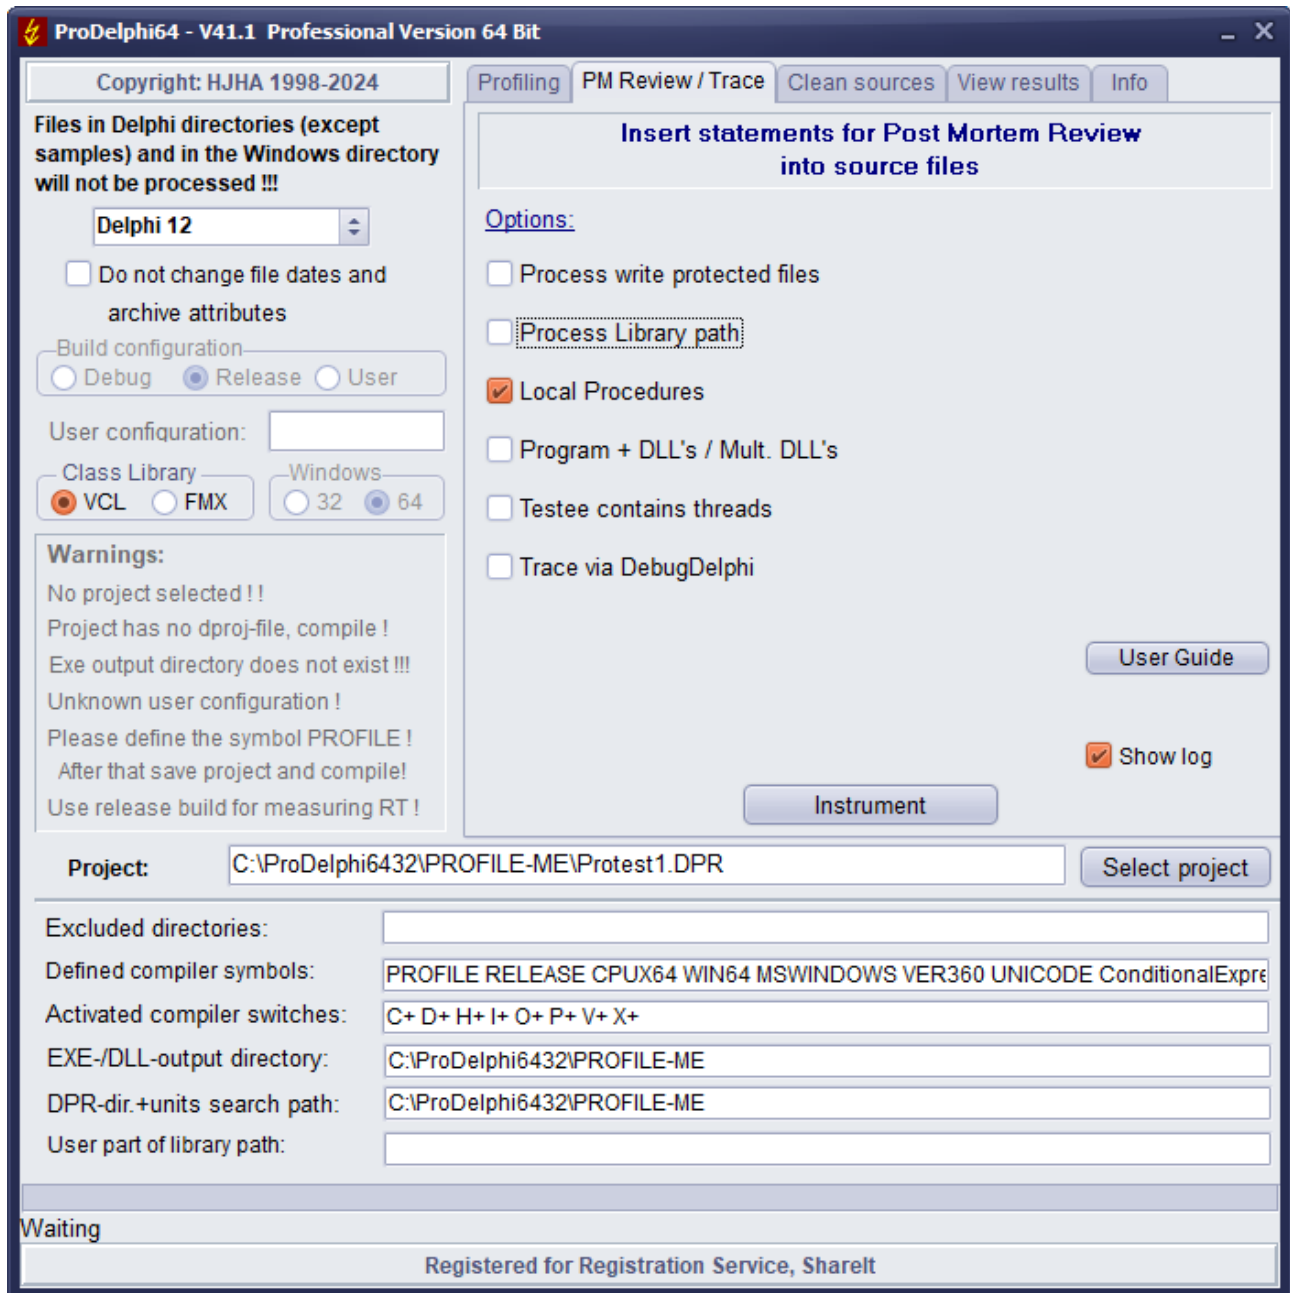 ProDelphi64 - V41.1 Professional Version 64 Bit
Copyright: HJHA 1998-2024
Files in Delphi directories (except
samples) and in the Windows directory
will not be processed !!!
Delphi 12
Do not change file dates and
archive attributes
Build configuration
Debug Release User
User configuration:
Class Library
VCL FMX
Windows
32 64
Warnings:
No project selected ! !
Project has no dproj-file, compile !
Exe output directory does not exist !!!
Unknown user configuration !
Please define the symbol PROFILE !
After that save project and compile!
Use release build for measuring RT !
Profiling PM Review / Trace Clean sources View results Info
Insert statements for Post Mortem Review
into source files
Options:
Process write protected files
Process Library path
Local Procedures
Program + DLL's / Mult. DLL's
Testee contains threads
Trace via DebugDelphi
User Guide
Show log
Instrument
Project: C:\ProDelphi6432\PROFILE-ME\Protest1.DPR Select project
Excluded directories:
Defined compiler symbols: PROFILE RELEASE CPUX64 WIN64 MSWINDOWS VER360 UNICODE ConditionalExpre
Activated compiler switches: C+ D+ H+ I+ O+ P+ V+ X+
EXE-/DLL-output directory: C:\ProDelphi6432\PROFILE-ME
DPR-dir.+units search path: C:\ProDelphi6432\PROFILE-ME
User part of library path:
Waiting
Registered for Registration Service, ShareIt